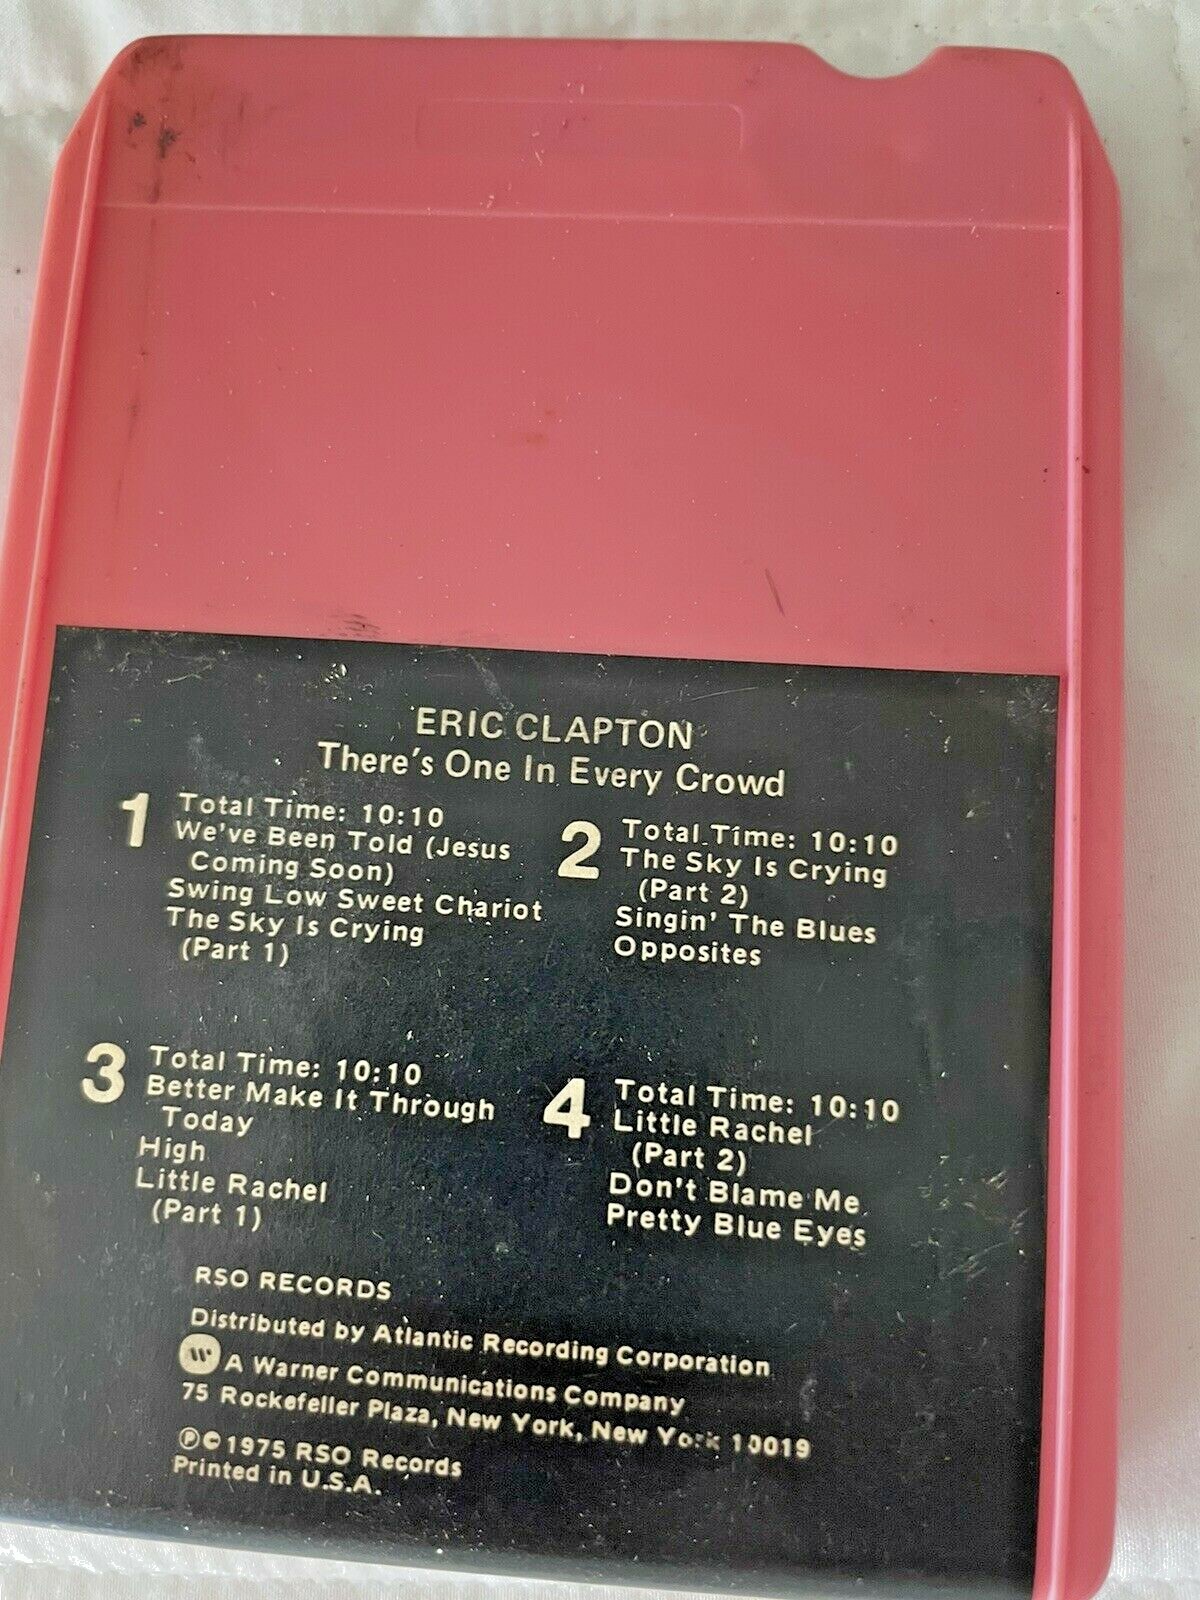 ERIC CLAPTON
There's One In Every Crowd
1
Total Time: 10:10
We've Been Told (Jesus
Coming Soon)
Swing Low Sweet Chariot
The Sky Is Crying
(Part 1)
2
Total Time: 10:10
The Sky Is Crying
(Part 2)
Singin' The Blues
Opposites
3
Total Time: 10:10
Better Make It Through
Today
High
Little Rachel
(Part 1)
4
Total Time: 10:10
Little Rachel
(Part 2)
Don't Blame Me
Pretty Blue Eyes
RSO RECORDS
Distributed by Atlantic Recording Corporation
A Warner Communications Company
75 Rockefeller Plaza, New York, New York 10019
℗©1975 RSO Records
Printed in U.S.A.